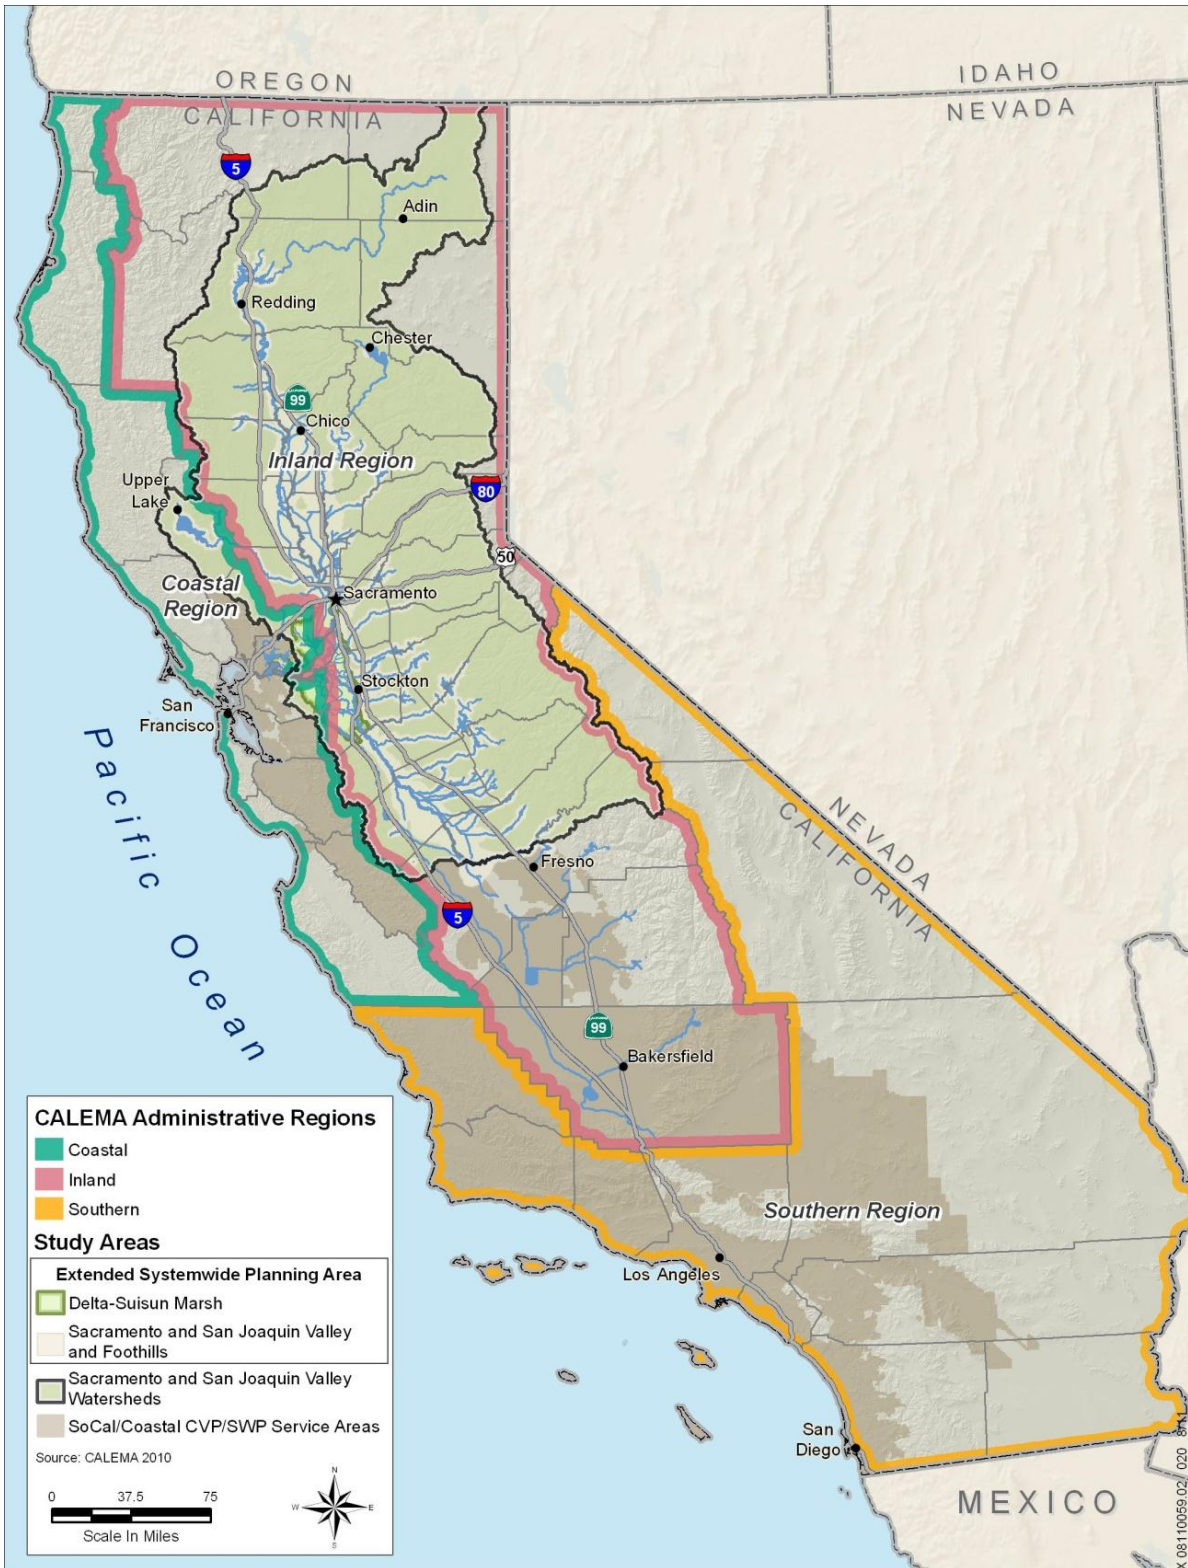 OREGON
CALIFORNIA
IDAHO
NEVADA
5
Adin
Redding
Chester
99
Chico
Inland Region
Upper
Lake
80
50
Coastal
Region
Sacramento
Stockton
San
Francisco
Pacific Ocean
NEVADA
CALIFORNIA
Fresno
5
99
Bakersfield
Southern Region
Los Angeles
San
Diego
MEXICO
CALEMA Administrative Regions
Coastal
Inland
Southern
Study Areas
Extended Systemwide Planning Area
Delta-Suisun Marsh
Sacramento and San Joaquin Valley
and Foothills
Sacramento and San Joaquin Valley
Watersheds
SoCal/Coastal CVP/SWP Service Areas
Source: CALEMA 2010
0 37.5 75
Scale In Miles
N
W E
S
X 08110059.02 020